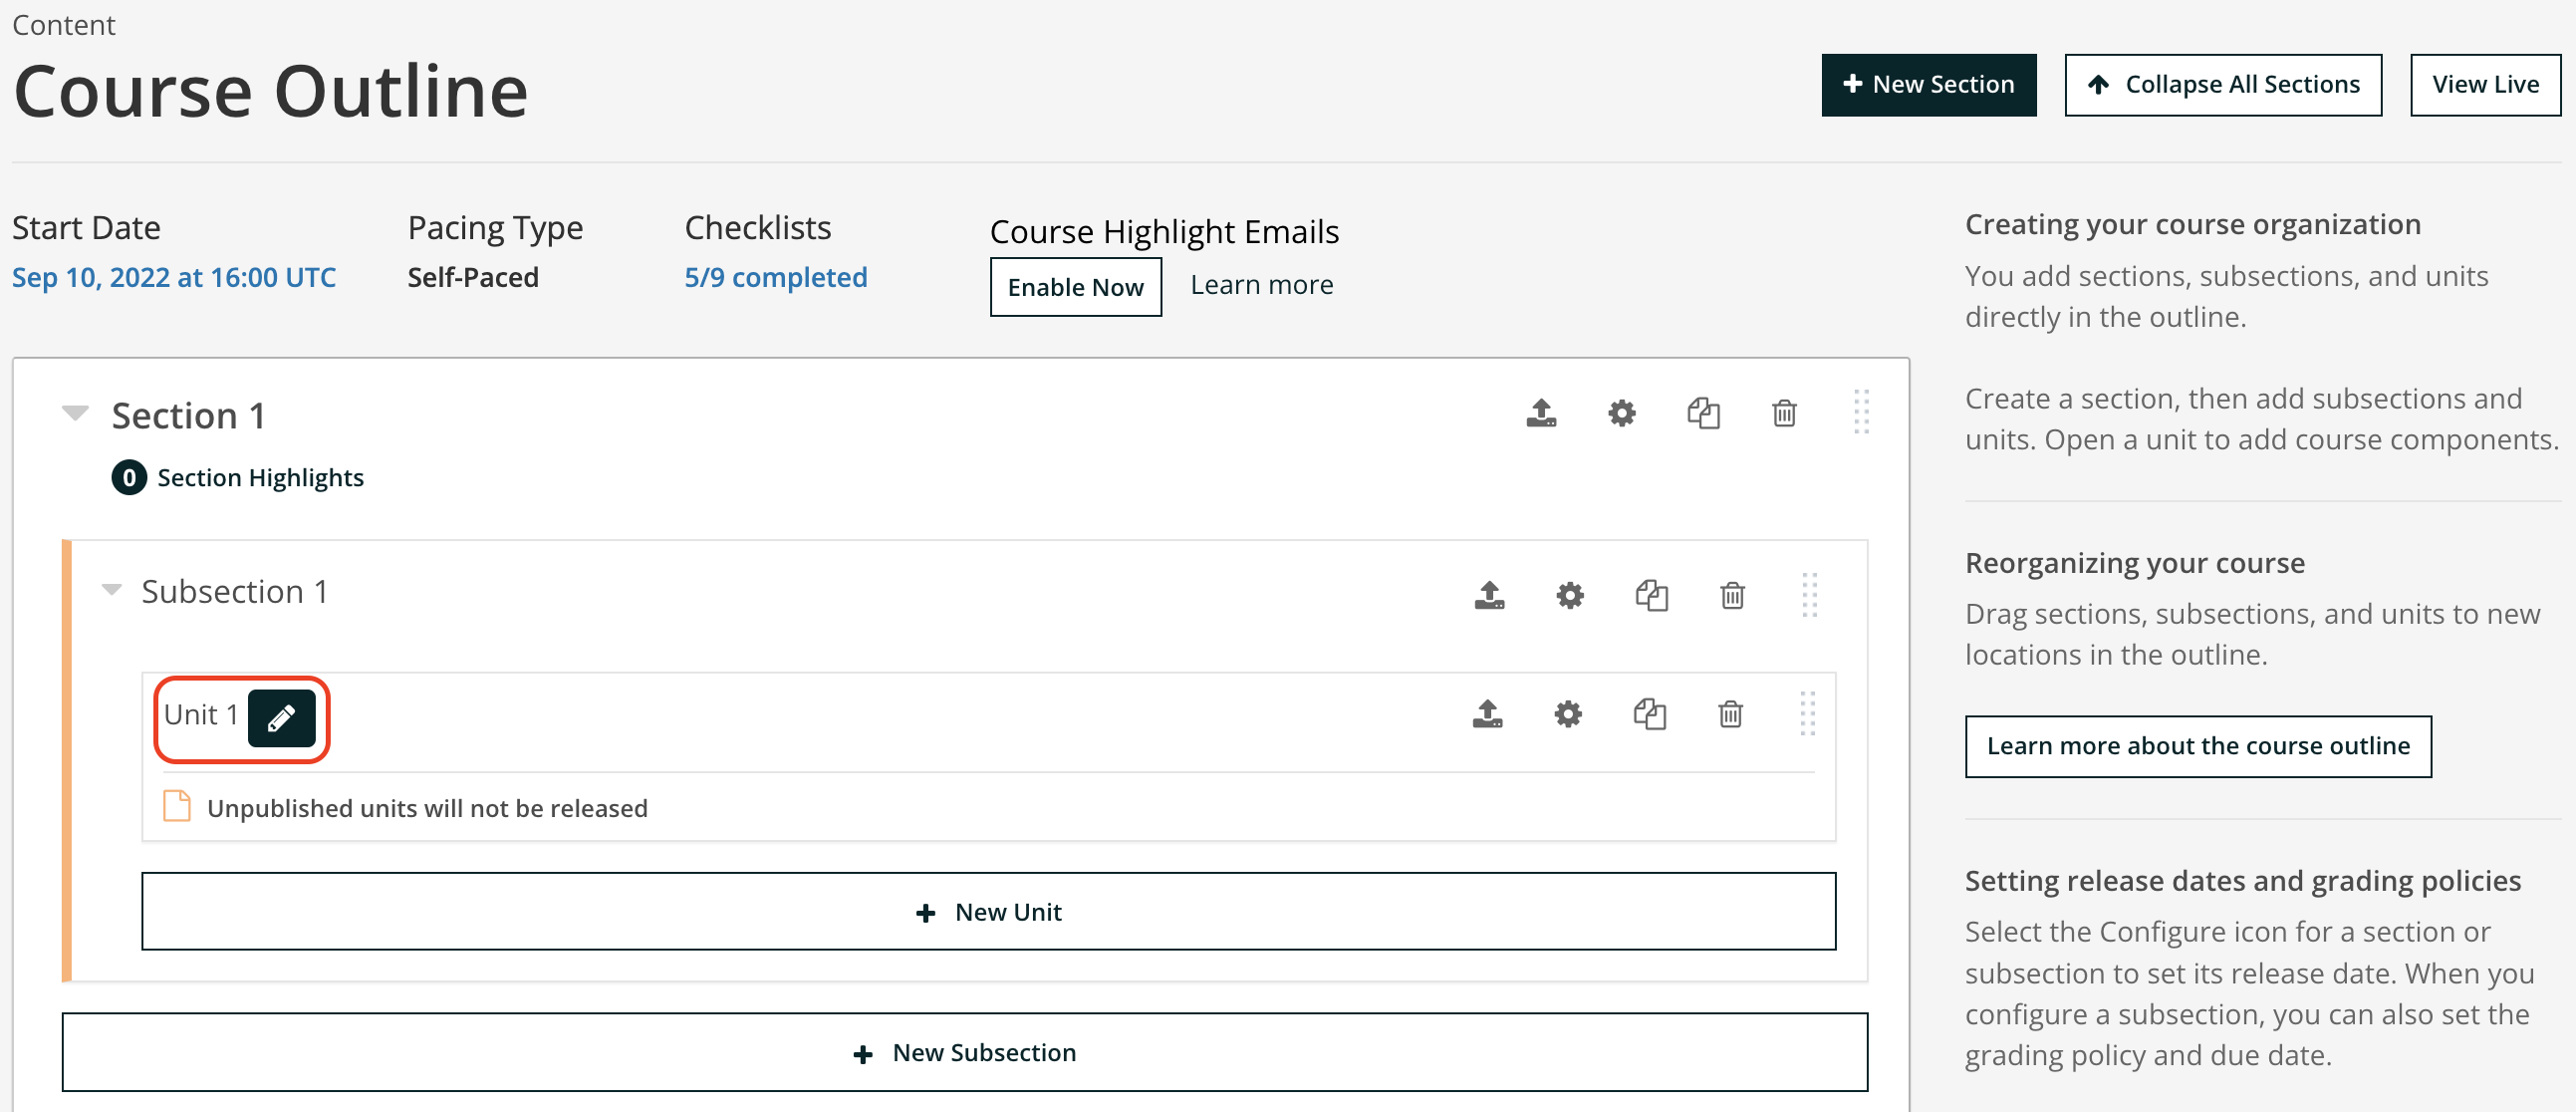 Content
Course Outline
New Section
Collapse All Sections
View Live
Start Date
Sep 10, 2022 at 16:00 UTC
Pacing Type
Self-Paced
Checklists
5/9 completed
Course Highlight Emails
Enable Now
Learn more
Section 1
0 Section Highlights
Subsection 1
Unit 1
Unpublished units will not be released
New Unit
New Subsection
Creating your course organization
You add sections, subsections, and units
directly in the outline.
Create a section, then add subsections and
units. Open a unit to add course components.
Reorganizing your course
Drag sections, subsections, and units to new
locations in the outline.
Learn more about the course outline
Setting release dates and grading policies
Select the Configure icon for a section or
subsection to set its release date. When you
configure a subsection, you can also set the
grading policy and due date.